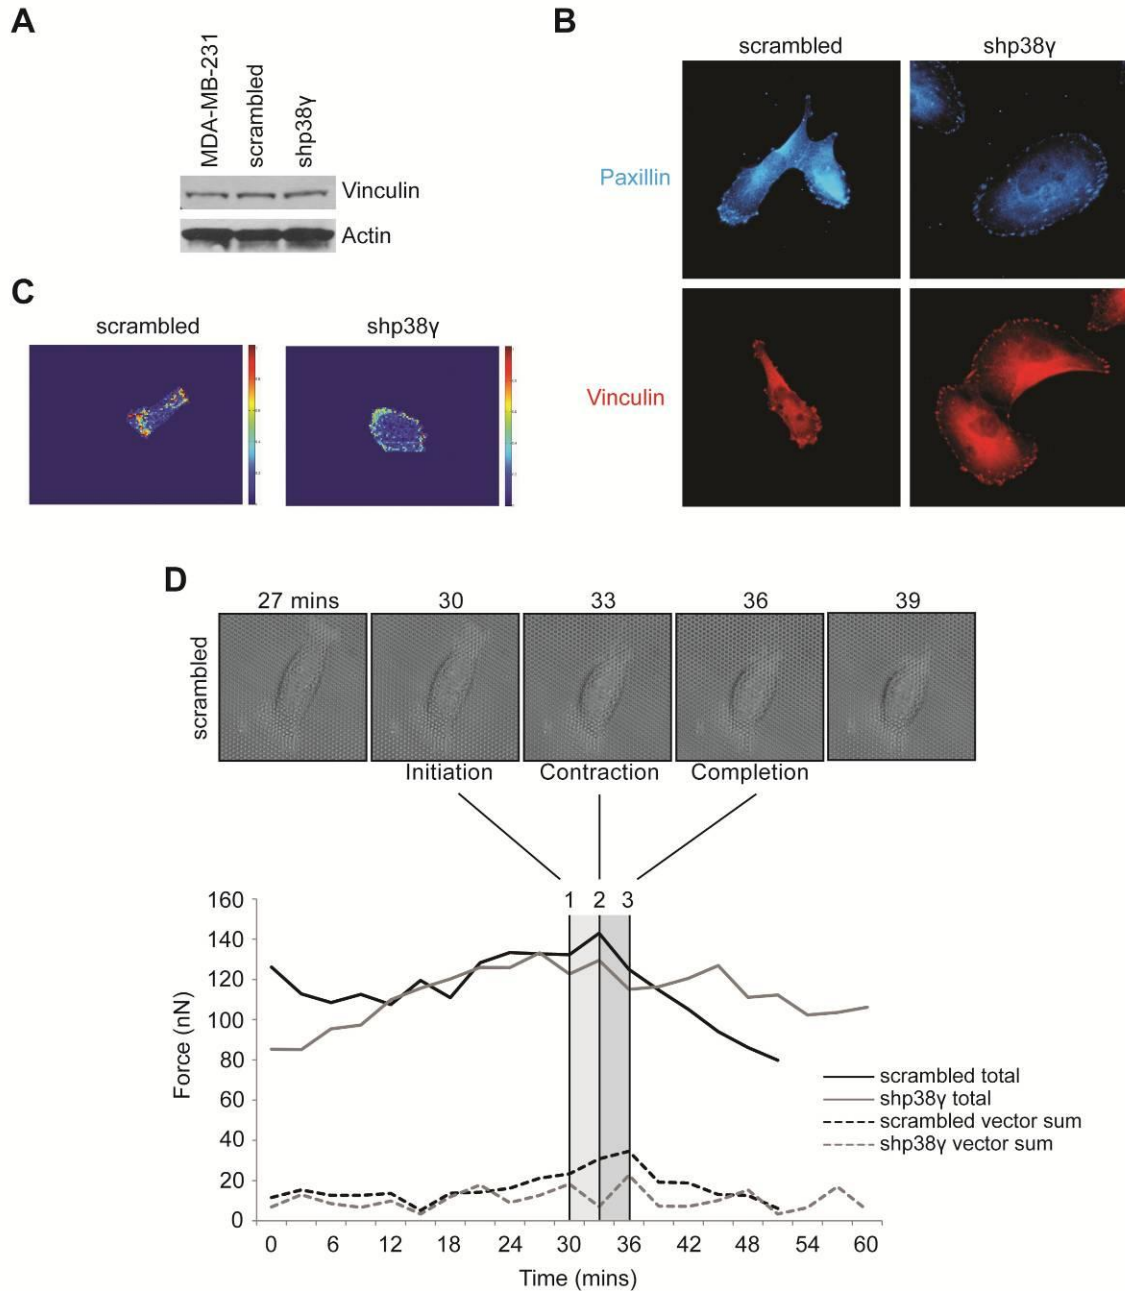 A
MDA-MB-231
scrambled
shp38γ
Vinculin
Actin
B
scrambled
shp38γ
Paxillin
Vinculin
C
scrambled
shp38γ
D
27 mins
30
33
36
39
scrambled
Initiation
Contraction
Completion
1 2 3
160
140
120
100
80
60
40
20
0
Force (nN)
0 6 12 18 24 30 36 42 48 54 60
Time (mins)
scrambled total
shp38γ total
scrambled vector sum
shp38γ vector sum